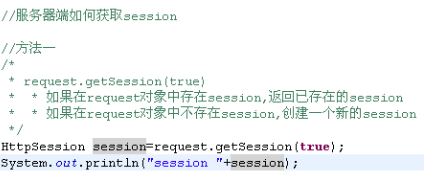 //服务器端如何获取session
//方法一
/*
* request.getSession(true)
*  * 如果在request对象中存在session,返回已存在的session
*  * 如果在request对象中不存在session,创建一个新的session
*/
HttpSession session=request.getSession(true);
System.out.println("session "+session);